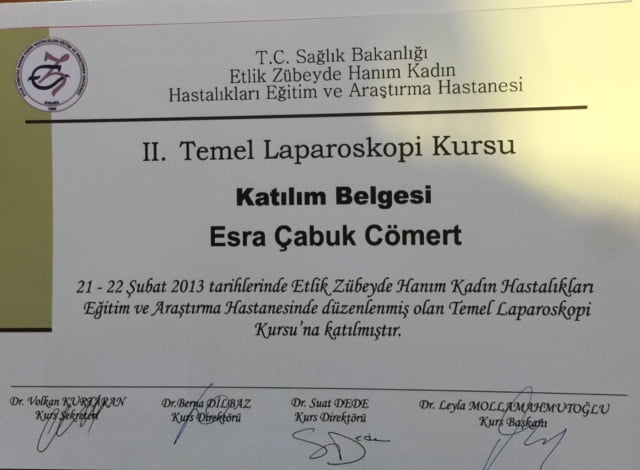 T.C. Sağlık Bakanlığı
Etlik Zübeyde Hanım Kadın
Hastalıkları Eğitim ve Araştırma Hastanesi
II. Temel Laparoskopi Kursu
Katılım Belgesi
Esra Çabuk Cömert
21 - 22 Şubat 2013 tarihlerinde Etlik Zübeyde Hanım Kadın Hastalıkları
Eğitim ve Araştırma Hastanesinde düzenlenmiş olan Temel Laparoskopi
Kursu'na katılmıştır.
Dr. Volkan KURTARAN
Kurs Sekreteri
Dr.Berna DİLBAZ
Kurs Direktörü
Dr. Suat DEDE
Kurs Direktörü
Dr. Leyla MOLLAMAHMUTOĞLU
Kurs Başkanı